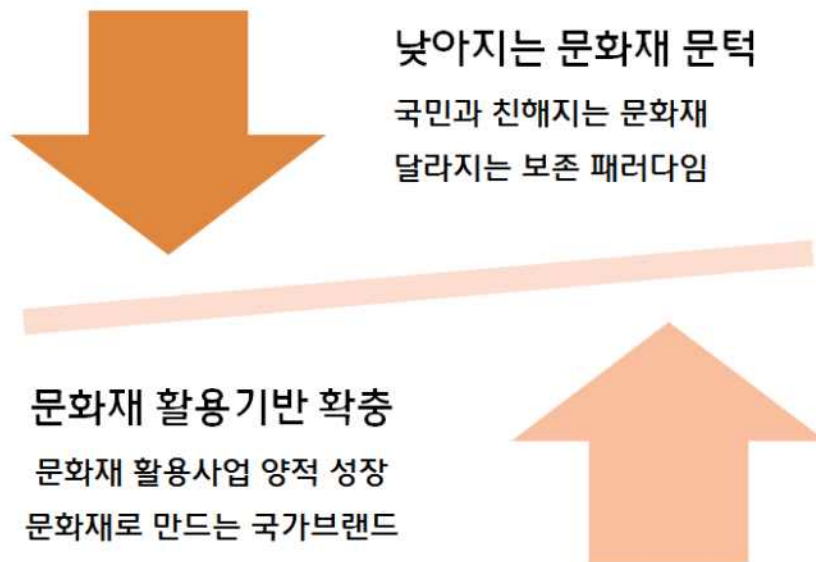 낮아지는 문화재 문턱
국민과 친해지는 문화재
달라지는 보존 패러다임
문화재 활용기반 확충
문화재 활용사업 양적 성장
문화재로 만드는 국가브랜드